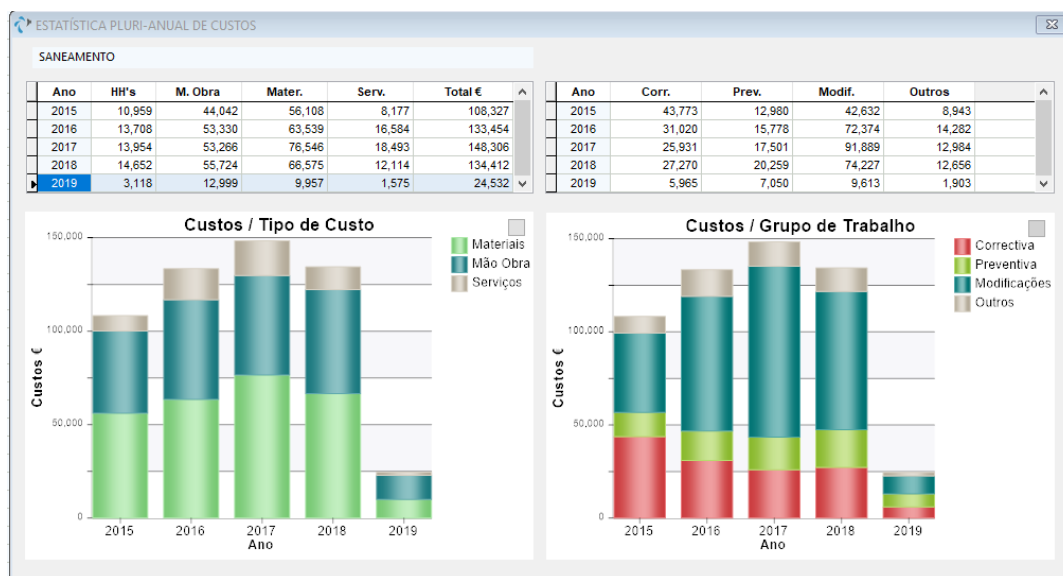 ESTATÍSTICA PLURI-ANUAL DE CUSTOS
SANEAMENTO
Ano HH's M. Obra Mater. Serv. Total €
2015 10,959 44,042 56,108 8,177 108,327
2016 13,708 53,330 63,539 16,584 133,454
2017 13,954 53,266 76,546 18,493 148,306
2018 14,652 55,724 66,575 12,114 134,412
2019 3,118 12,999 9,957 1,575 24,532
Ano Corr. Prev. Modif. Outros
2015 43,773 12,980 42,632 8,943
2016 31,020 15,778 72,374 14,282
2017 25,931 17,501 91,889 12,984
2018 27,270 20,259 74,227 12,656
2019 5,965 7,050 9,613 1,903
Custos / Tipo de Custo
150,000
100,000
50,000
0
Custos €
2015 2016 2017 2018 2019
Ano
Materiais
Mão Obra
Serviços
Custos / Grupo de Trabalho
150,000
100,000
50,000
0
Custos €
2015 2016 2017 2018 2019
Ano
Correctiva
Preventiva
Modificações
Outros